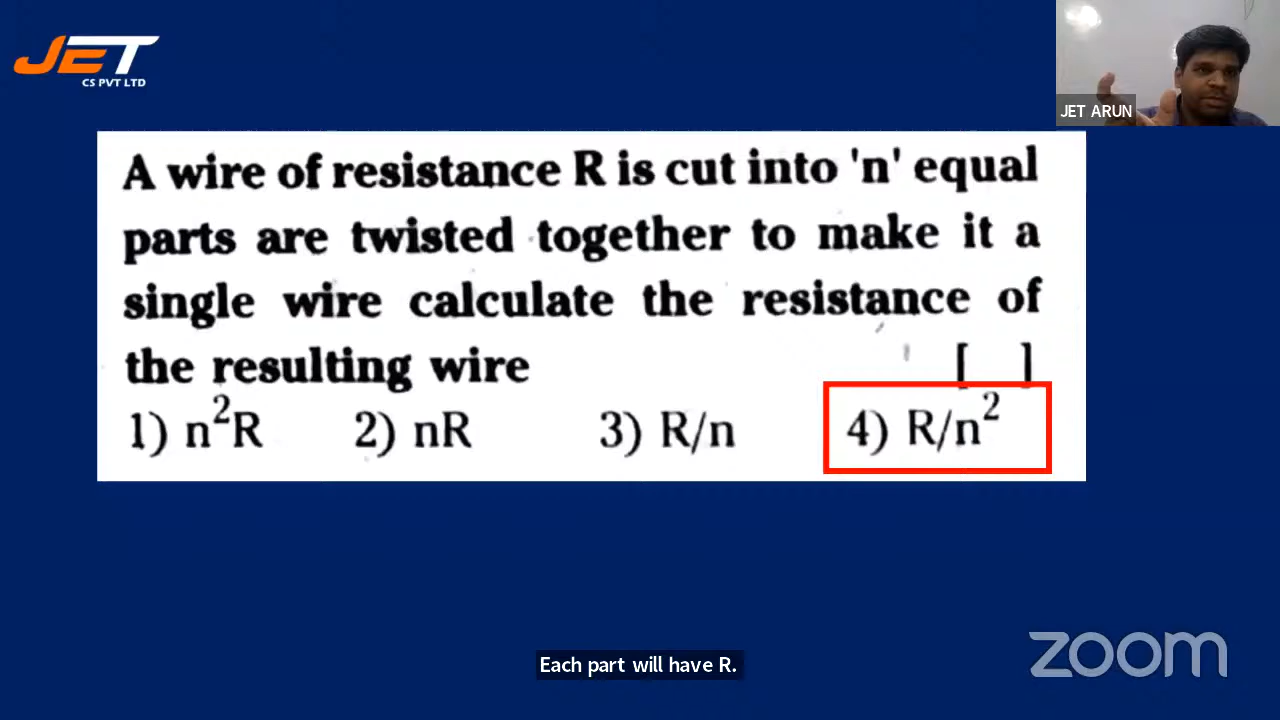 JET
CS PVT LTD
JET ARUN
A wire of resistance R is cut into 'n' equal
parts are twisted together to make it a
single wire calculate the resistance of
the resulting wire [ ]
1) n²R 2) nR 3) R/n 4) R/n²
Each part will have R.
zoom